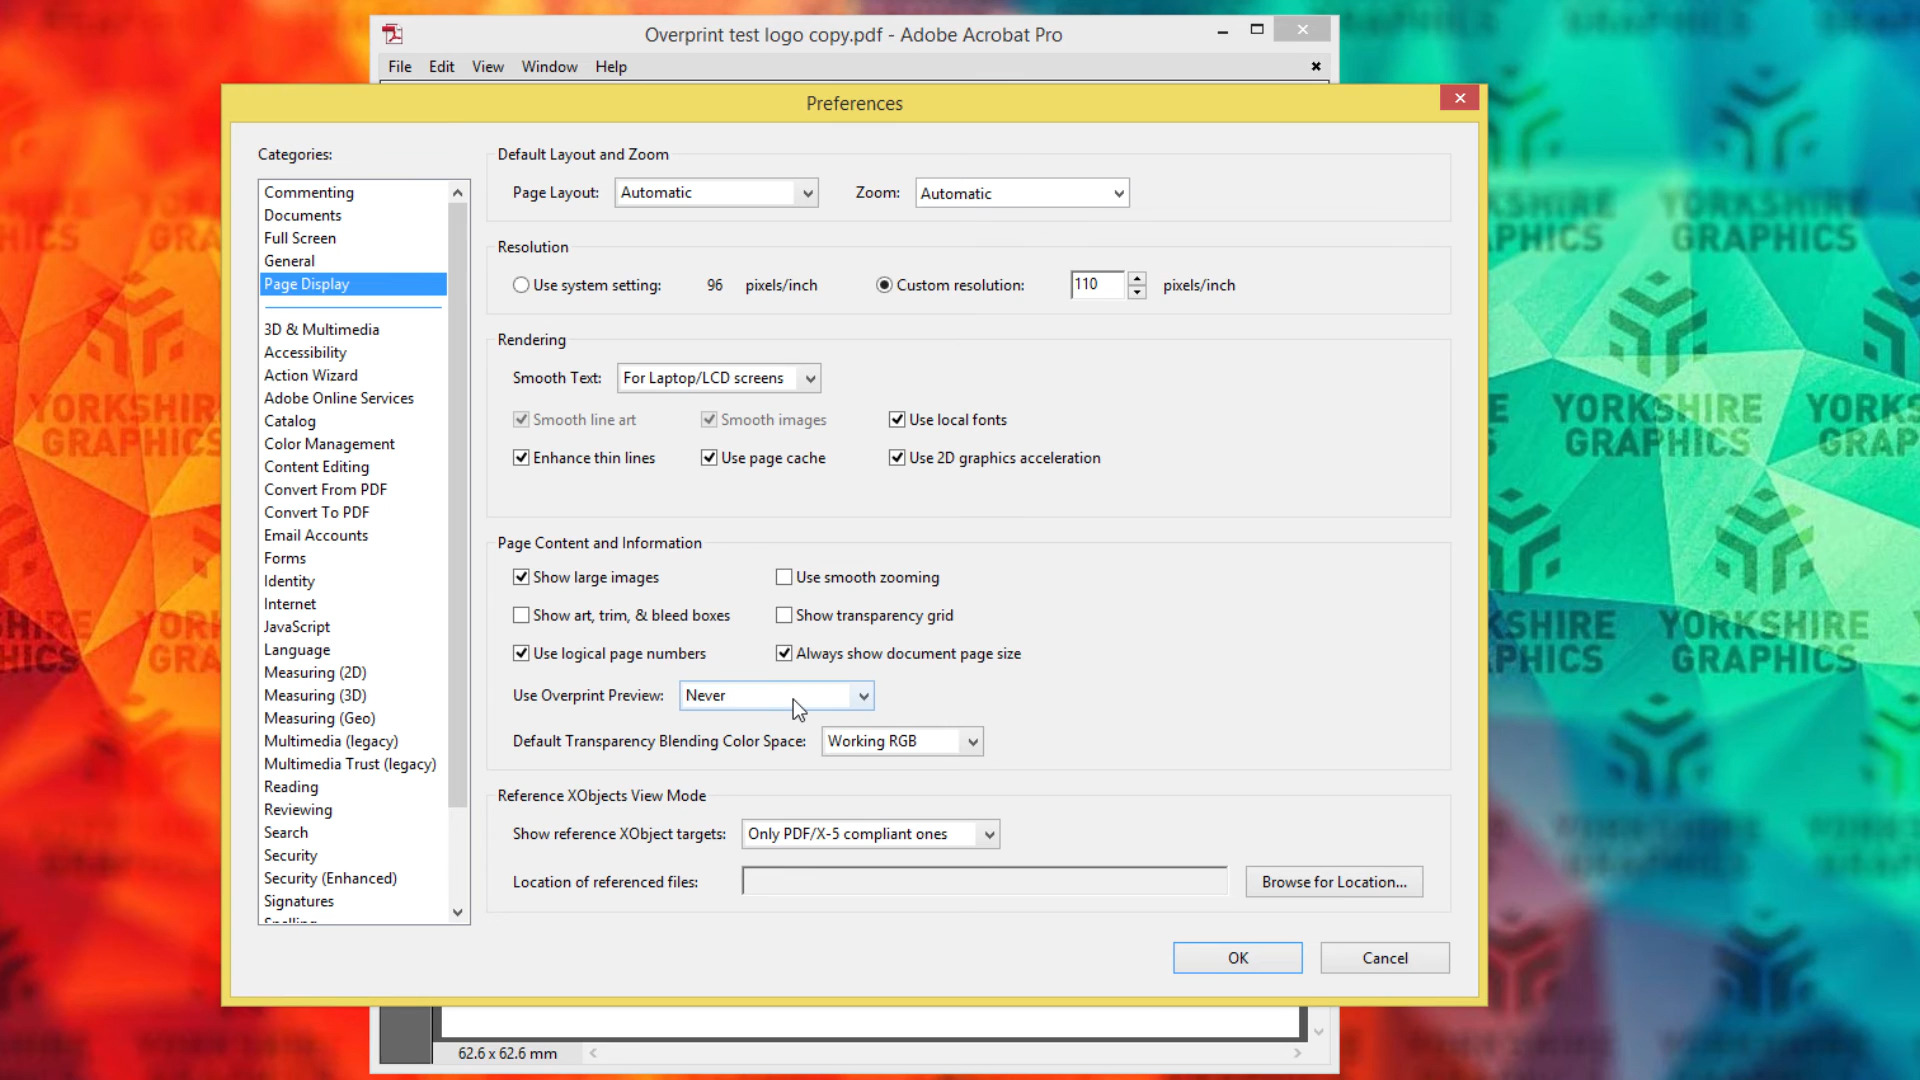 Overprint test logo copy.pdf - Adobe Acrobat Pro
File Edit View Window Help
Preferences
Categories:
Commenting
Documents
Full Screen
General
Page Display
3D & Multimedia
Accessibility
Action Wizard
Adobe Online Services
Catalog
Color Management
Content Editing
Convert From PDF
Convert To PDF
Email Accounts
Forms
Identity
Internet
JavaScript
Language
Measuring (2D)
Measuring (3D)
Measuring (Geo)
Multimedia (legacy)
Multimedia Trust (legacy)
Reading
Reviewing
Search
Security
Security (Enhanced)
Signatures
Default Layout and Zoom
Page Layout: Automatic Zoom: Automatic
Resolution
Use system setting: 96 pixels/inch Custom resolution: 110 pixels/inch
Rendering
Smooth Text: For Laptop/LCD screens
Smooth line art Smooth images Use local fonts
Enhance thin lines Use page cache Use 2D graphics acceleration
Page Content and Information
Show large images Use smooth zooming
Show art, trim, & bleed boxes Show transparency grid
Use logical page numbers Always show document page size
Use Overprint Preview: Never
Default Transparency Blending Color Space: Working RGB
Reference XObjects View Mode
Show reference XObject targets: Only PDF/X-5 compliant ones
Location of referenced files: Browse for Location...
OK Cancel
62.6 x 62.6 mm
YORKSHIRE
GRAPHICS
YORKSHIRE
GRAPHICS
YORKSHIRE
GRAPHICS